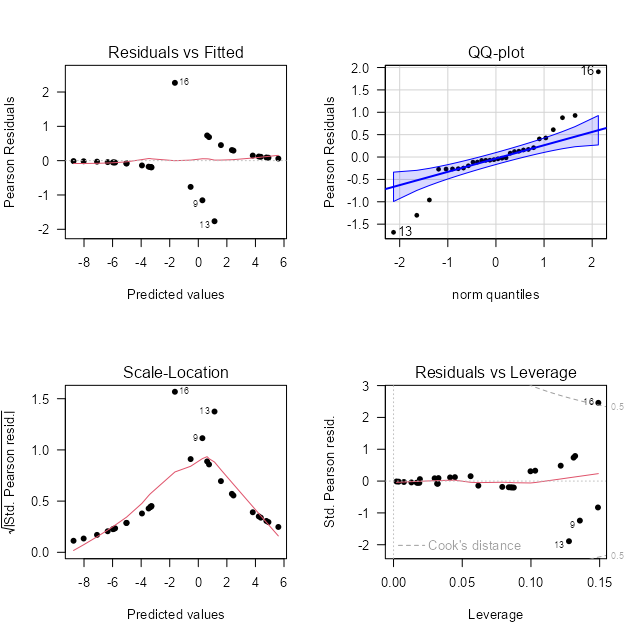 Residuals vs Fitted
Pearson Residuals
2
1
0
-1
-2
16
9
13
-8 -6 -4 -2 0 2 4 6
Predicted values
QQ-plot
Pearson Residuals
2.0
1.5
1.0
0.5
0.0
-0.5
-1.0
-1.5
16
13
-2 -1 0 1 2
norm quantiles
Scale-Location
√|Std. Pearson resid.|
1.5
1.0
0.5
0.0
16
13
9
-8 -6 -4 -2 0 2 4 6
Predicted values
Residuals vs Leverage
Std. Pearson resid.
3
2
1
0
-1
-2
16
0.5
9
13
Cook's distance
0.5
0.00 0.05 0.10 0.15
Leverage